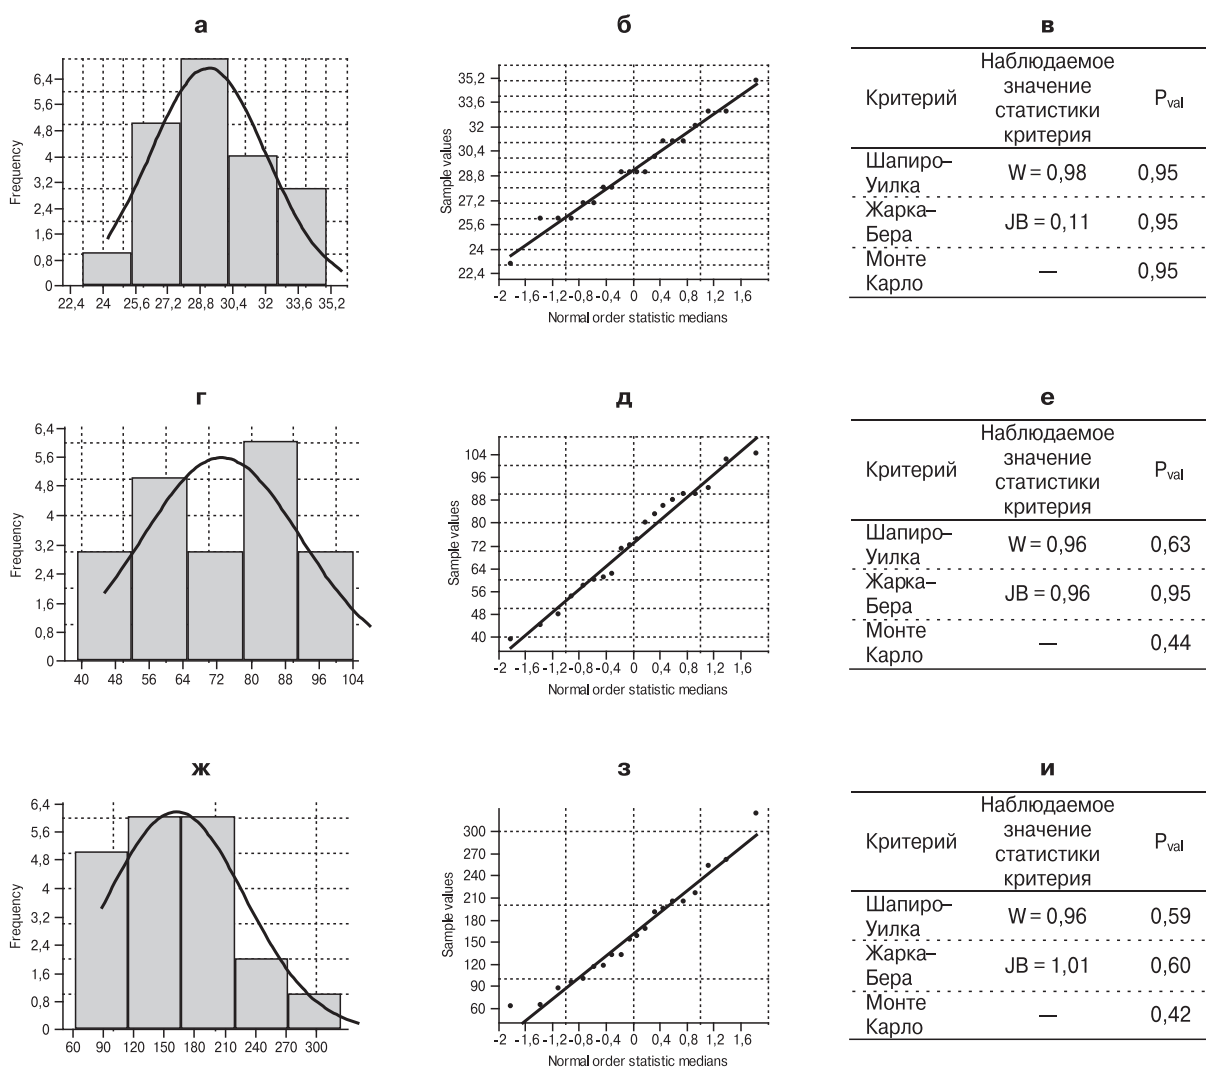 а
6,4
5,6
4,8
4
3,2
2,4
1,6
0,8
0
Frequency
22,4 24 25,6 27,2 28,8 30,4 32 33,6 35,2
б
35,2
33,6
32
30,4
28,8
27,2
25,6
24
22,4
Sample values
-2 -1,6 -1,2 -0,8 -0,4 0 0,4 0,8 1,2 1,6
Normal order statistic medians
в
Критерий
Наблюдаемое
значение
статистики
критерия
Pval
Шапиро–
Уилка
W = 0,98 0,95
Жарка–
Бера
JB = 0,11 0,95
Монте
Карло
— 0,95
г
6,4
5,6
4,8
4
3,2
2,4
1,6
0,8
0
Frequency
40 48 56 64 72 80 88 96 104
д
104
96
88
80
72
64
56
48
40
Sample values
-2 -1,6 -1,2 -0,8 -0,4 0 0,4 0,8 1,2 1,6
Normal order statistic medians
е
Критерий
Наблюдаемое
значение
статистики
критерия
Pval
Шапиро–
Уилка
W = 0,96 0,63
Жарка–
Бера
JB = 0,96 0,95
Монте
Карло
— 0,44
ж
6,4
5,6
4,8
4
3,2
2,4
1,6
0,8
0
Frequency
60 90 120 150 180 210 240 270 300
з
300
270
240
210
180
150
120
90
60
Sample values
-2 -1,6 -1,2 -0,8 -0,4 0 0,4 0,8 1,2 1,6
Normal order statistic medians
и
Критерий
Наблюдаемое
значение
статистики
критерия
Pval
Шапиро–
Уилка
W = 0,96 0,59
Жарка–
Бера
JB = 1,01 0,60
Монте
Карло
— 0,42